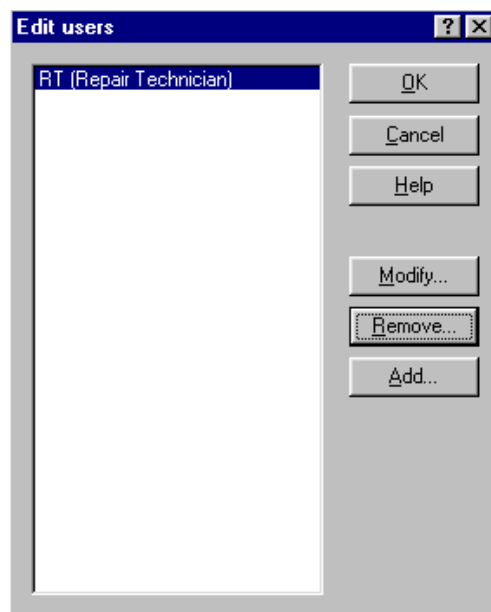 Edit users
RT (Repair Technician)
OK
Cancel
Help
Modify...
Remove...
Add...